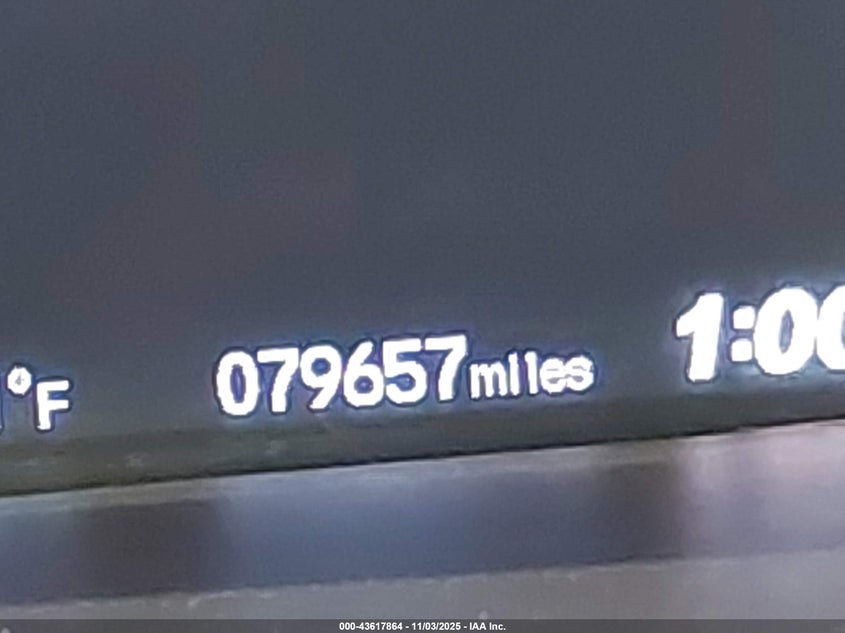 °F 079657miles 1:00
000-43617864 - 11/03/2025 - IAA Inc.